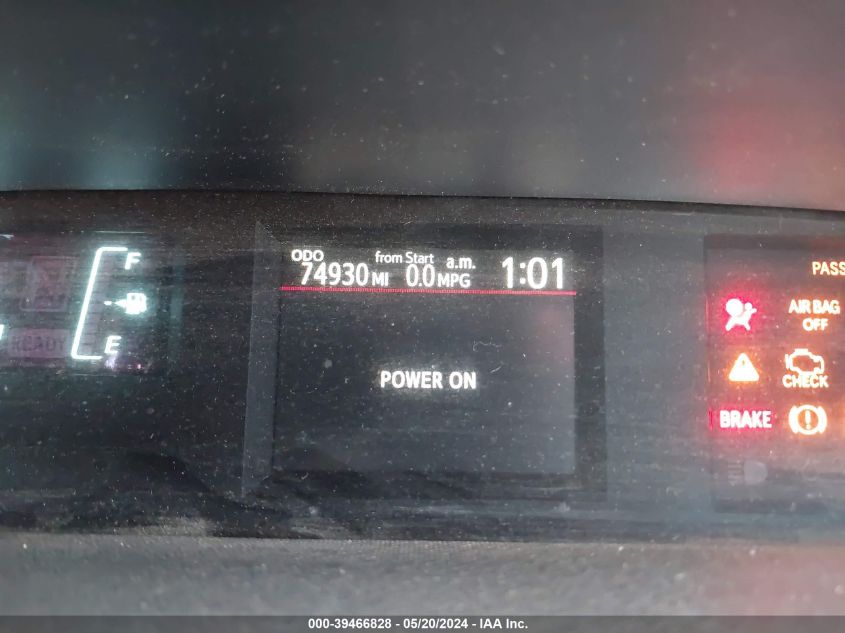 ODO from Start a.m. 1:01
74930 MI 0.0 MPG
POWER ON
F
E
READY
PASS
AIR BAG
OFF
CHECK
BRAKE
000-39466828 - 05/20/2024 - IAA Inc.